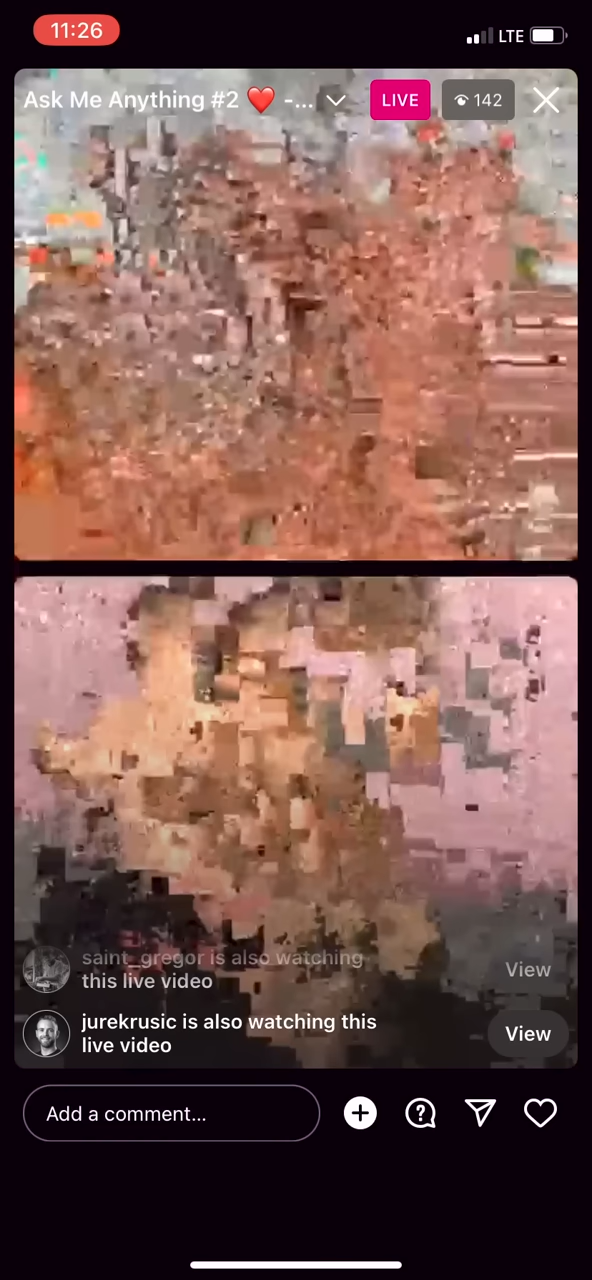 11:26
LTE
Ask Me Anything #2 ❤️ -...
LIVE
142
saint_gregor is also watching
this live video
View
jurekrusic is also watching this
live video
View
Add a comment...